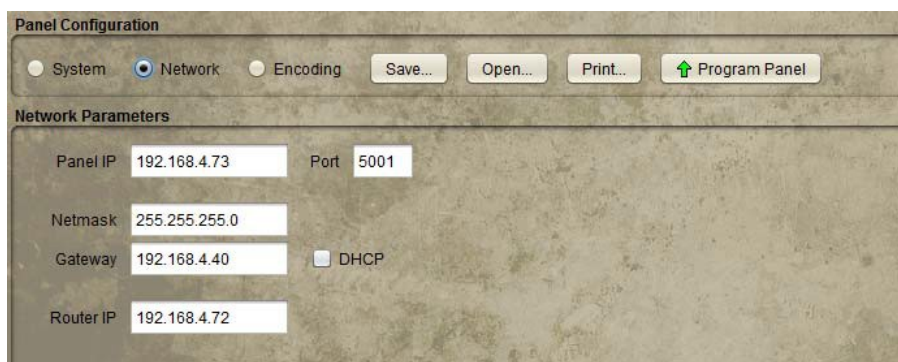 Panel Configuration
System Network Encoding Save... Open... Print... Program Panel
Network Parameters
Panel IP 192.168.4.73 Port 5001
Netmask 255.255.255.0
Gateway 192.168.4.40 DHCP
Router IP 192.168.4.72